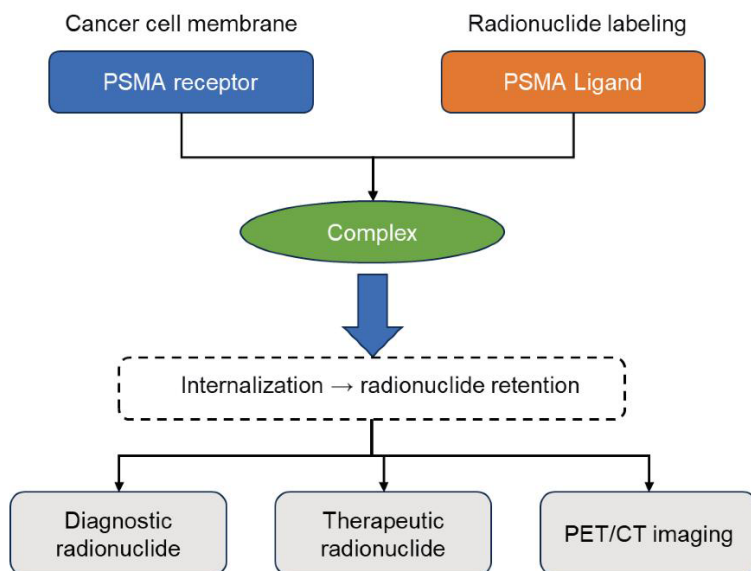 Cancer cell membrane
Radionuclide labeling
PSMA receptor
PSMA Ligand
Complex
Internalization → radionuclide retention
Diagnostic
radionuclide
Therapeutic
radionuclide
PET/CT imaging